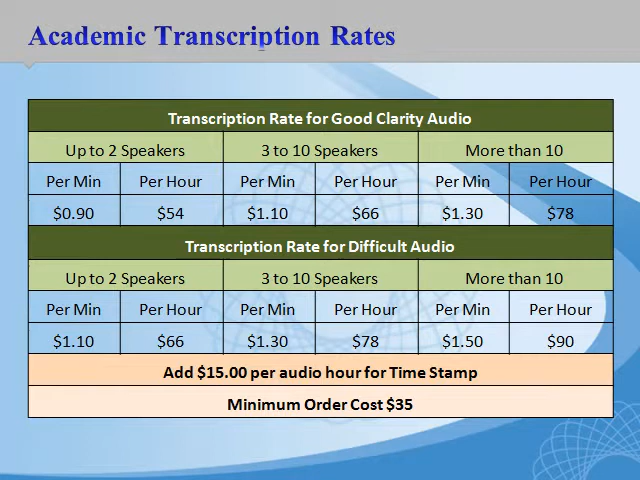 Academic Transcription Rates
Transcription Rate for Good Clarity Audio
Up to 2 Speakers 3 to 10 Speakers More than 10
Per Min Per Hour Per Min Per Hour Per Min Per Hour
$0.90 $54 $1.10 $66 $1.30 $78
Transcription Rate for Difficult Audio
Up to 2 Speakers 3 to 10 Speakers More than 10
Per Min Per Hour Per Min Per Hour Per Min Per Hour
$1.10 $66 $1.30 $78 $1.50 $90
Add $15.00 per audio hour for Time Stamp
Minimum Order Cost $35